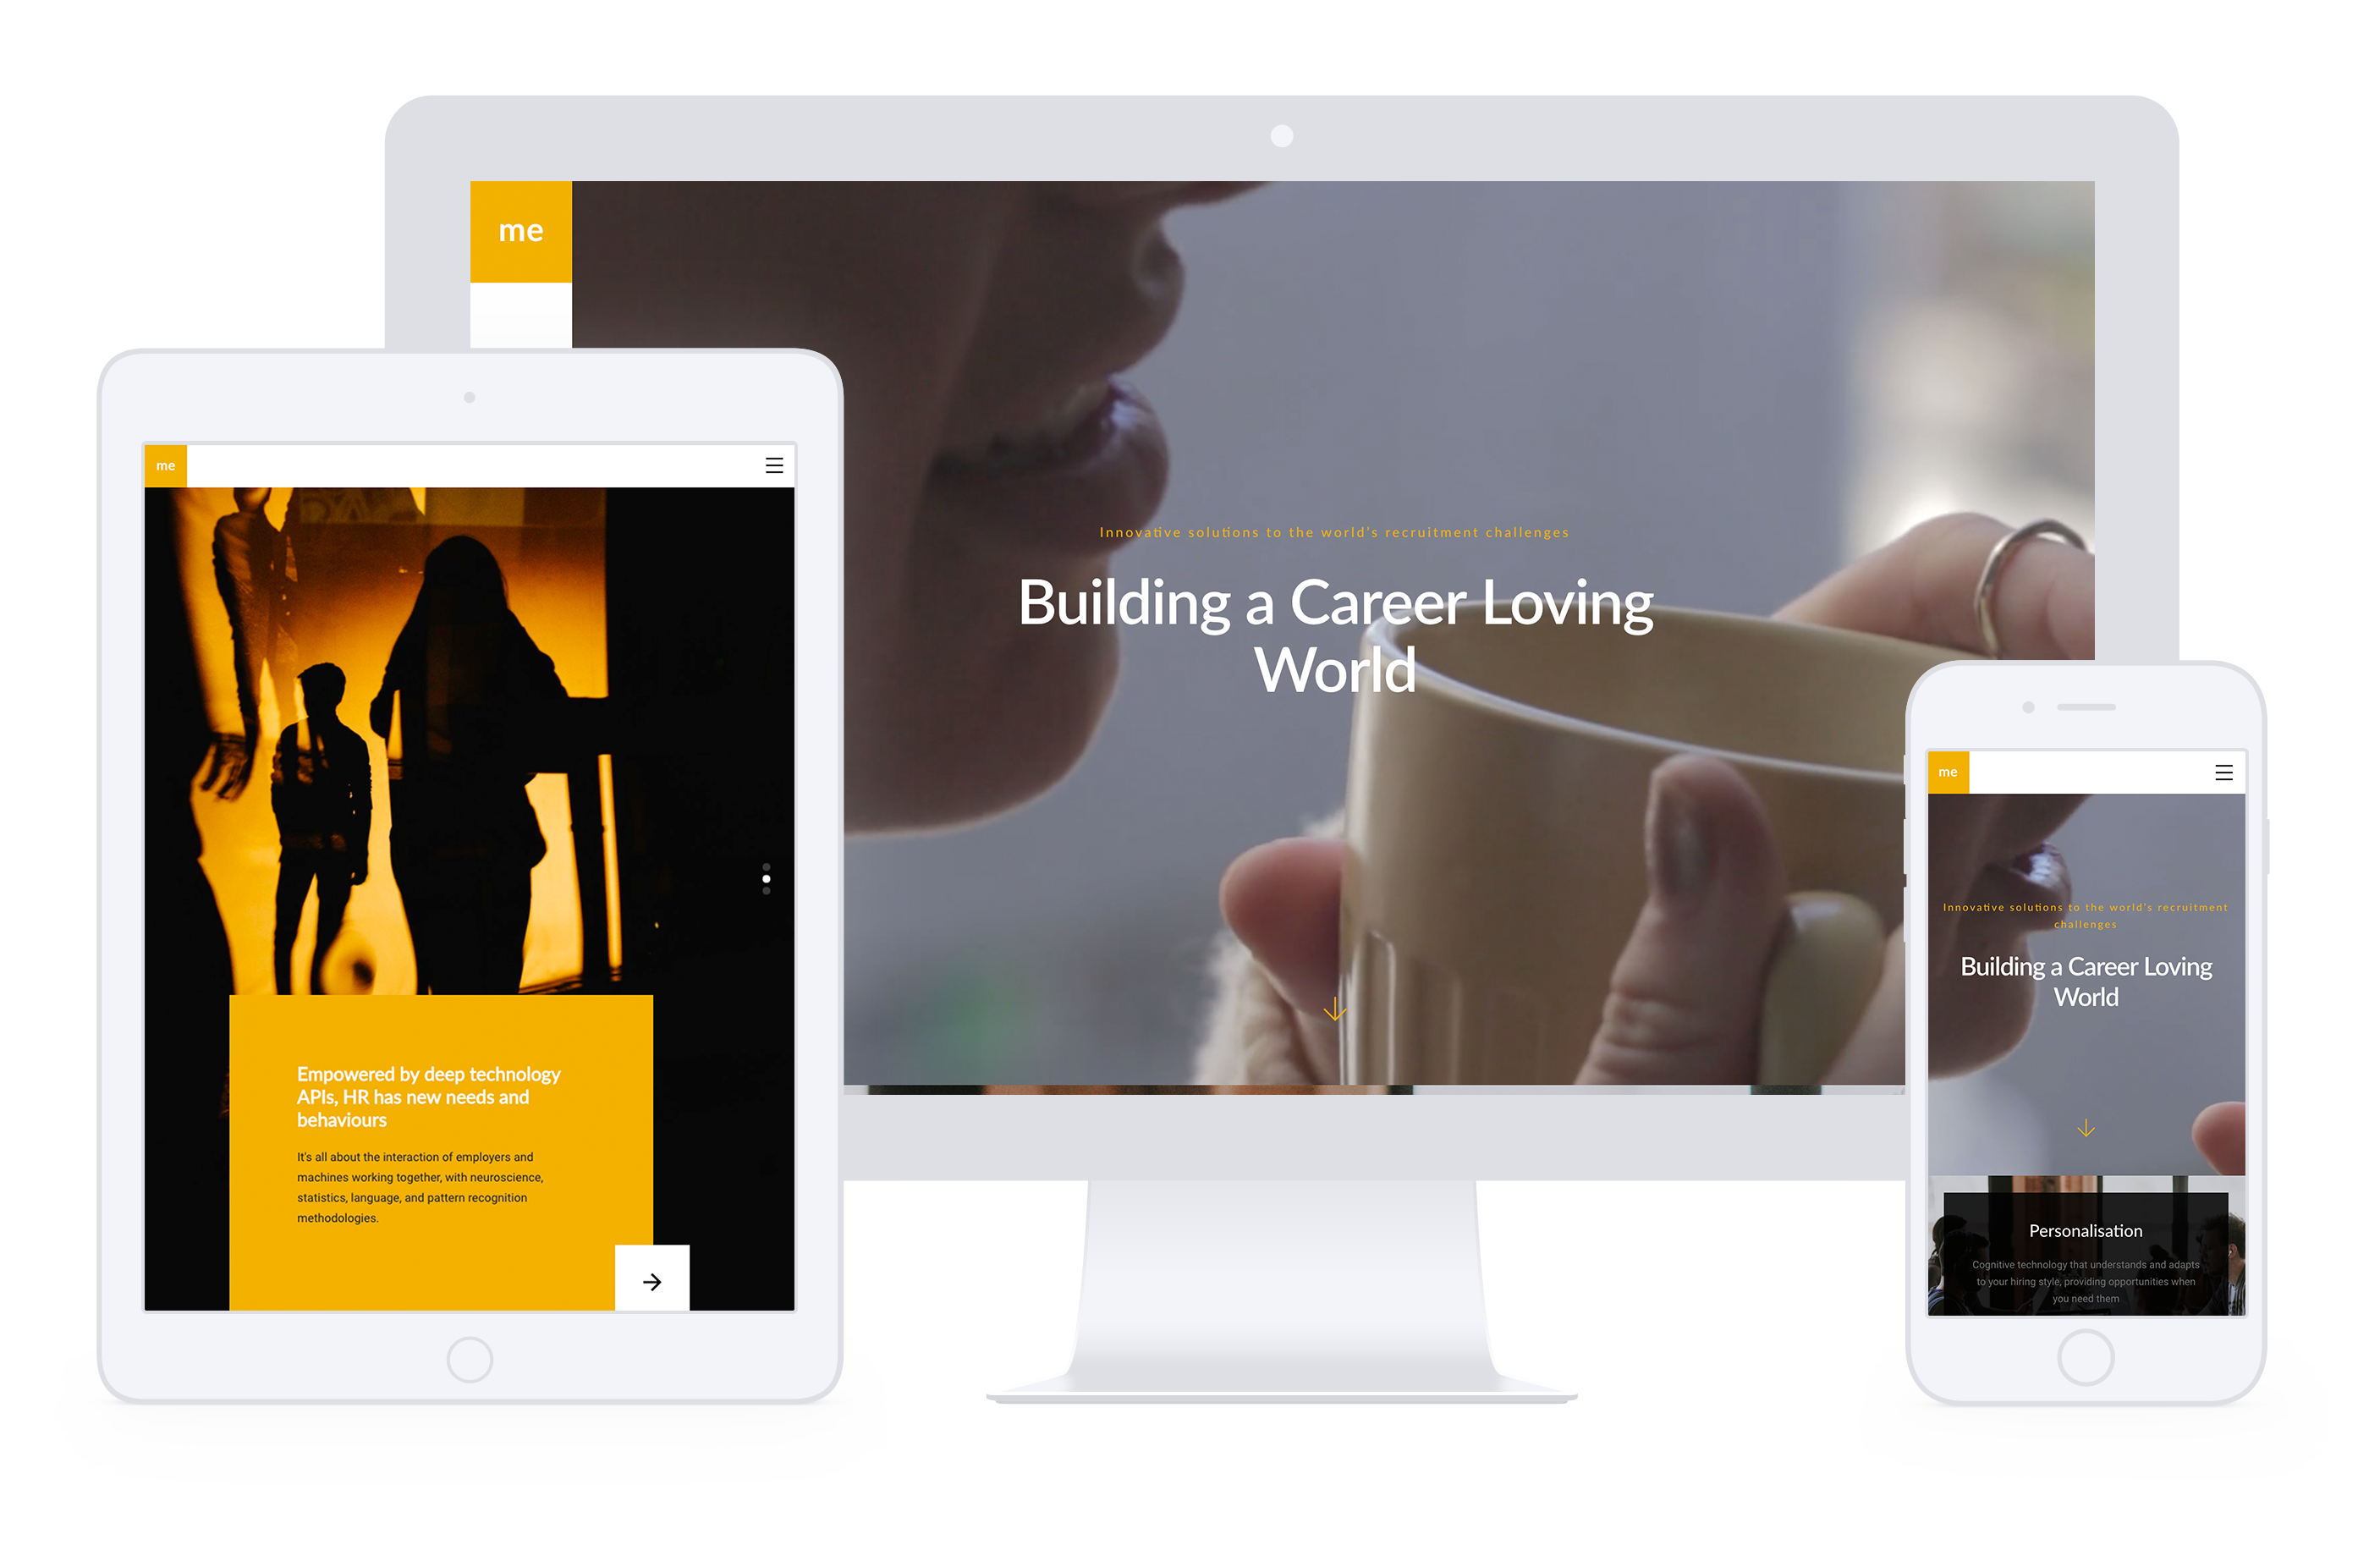 me
Innovative solutions to the world's recruitment challenges
Building a Career Loving
World
me
Empowered by deep technology
APIs, HR has new needs and
behaviours
It's all about the interaction of employers and
machines working together, with neuroscience,
statistics, language, and pattern recognition
methodologies.
me
Innovative solutions to the world's recruitment
challenges
Building a Career Loving
World
Personalisation
Cognitive technology that understands and adapts
to your hiring style, providing opportunities when
you need them